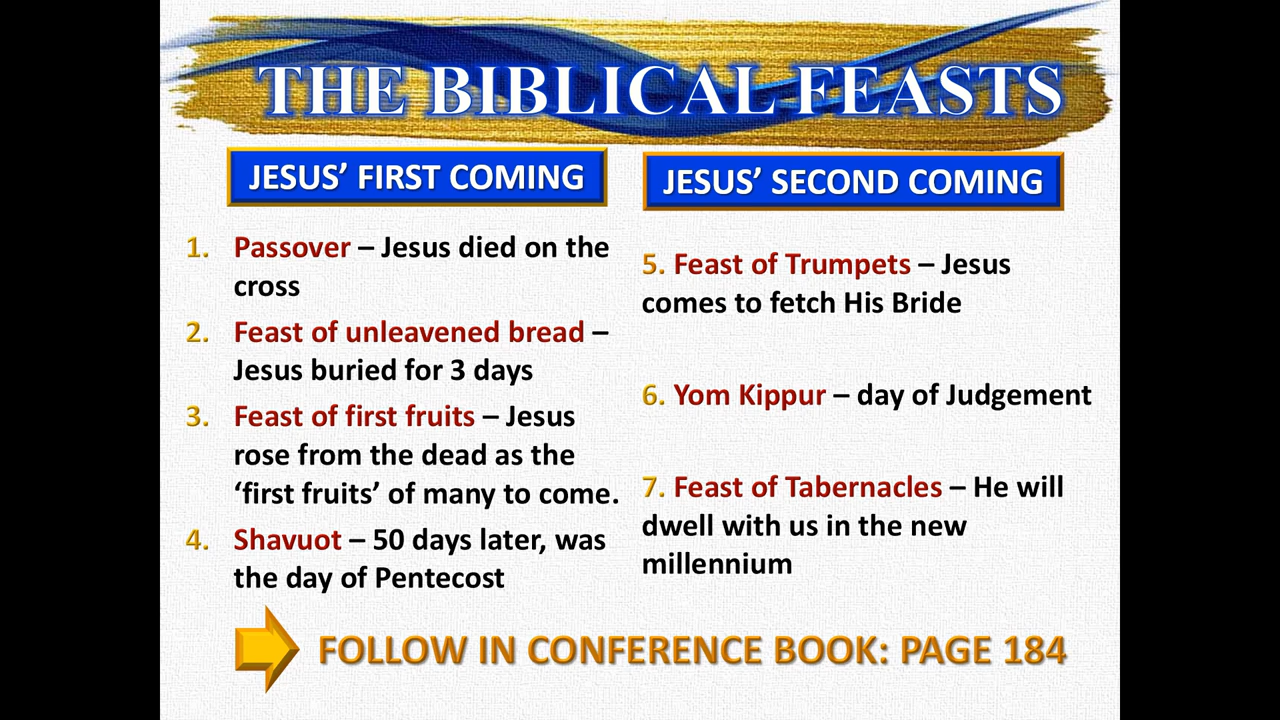 THE BIBLICAL FEASTS
JESUS’ FIRST COMING
1. Passover – Jesus died on the
cross
2. Feast of unleavened bread –
Jesus buried for 3 days
3. Feast of first fruits – Jesus
rose from the dead as the
‘first fruits’ of many to come.
4. Shavuot – 50 days later, was
the day of Pentecost
JESUS’ SECOND COMING
5. Feast of Trumpets – Jesus
comes to fetch His Bride
6. Yom Kippur – day of Judgement
7. Feast of Tabernacles – He will
dwell with us in the new
millennium
FOLLOW IN CONFERENCE BOOK: PAGE 184